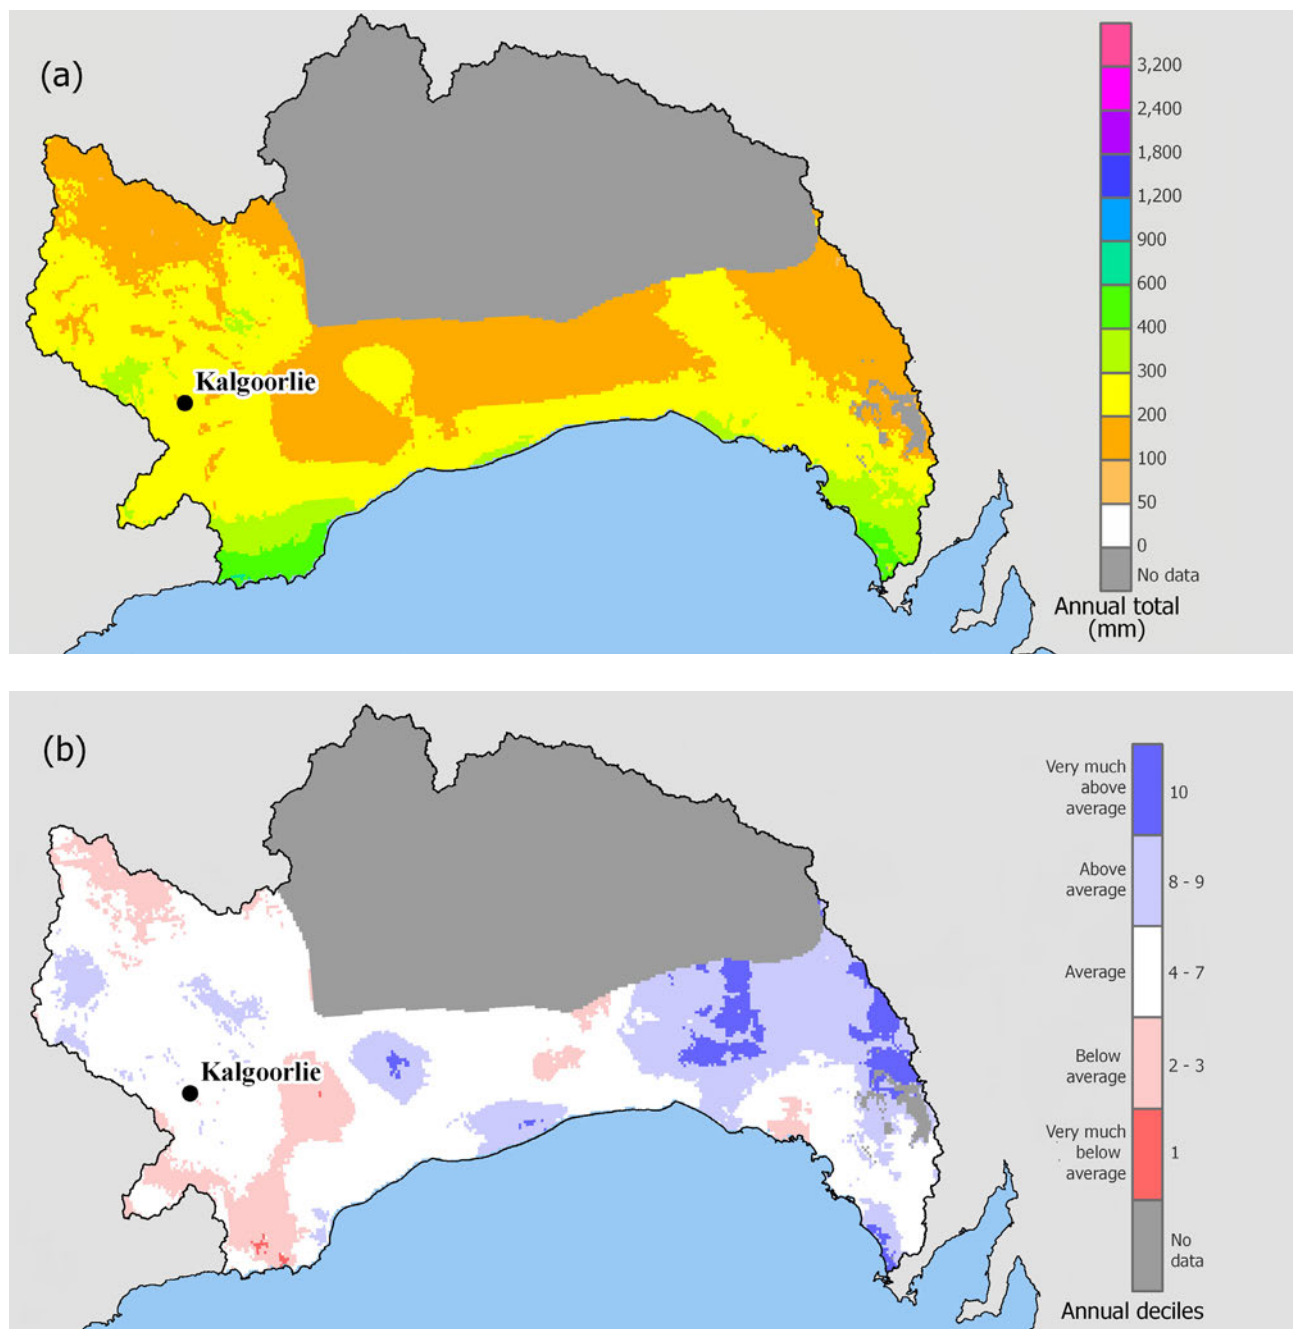 (a)
Kalgoorlie
3,200
2,400
1,800
1,200
900
600
400
300
200
100
50
0
No data
Annual total
(mm)
(b)
Kalgoorlie
Very much
above
average
10
Above
average
8 - 9
Average
4 - 7
Below
average
2 - 3
Very much
below
average
1
No
data
Annual deciles